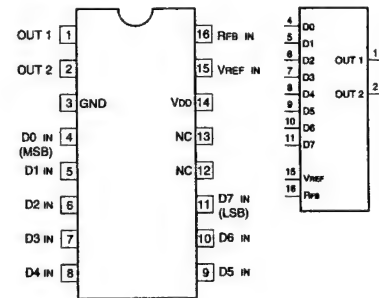 OUT 1 1
OUT 2 2
3 GND
D0 IN 4
(MSB)
D1 IN 5
D2 IN 6
D3 IN 7
D4 IN 8
16 RFB IN
15 VREF IN
VDD 14
NC 13
NC 12
11 D7 IN
(LSB)
10 D6 IN
9 D5 IN
4 D0
5 D1
6 D2
7 D3
8 D4
9 D5
10 D6
11 D7
15 VREF
16 RFB
OUT 1 1
OUT 2 2